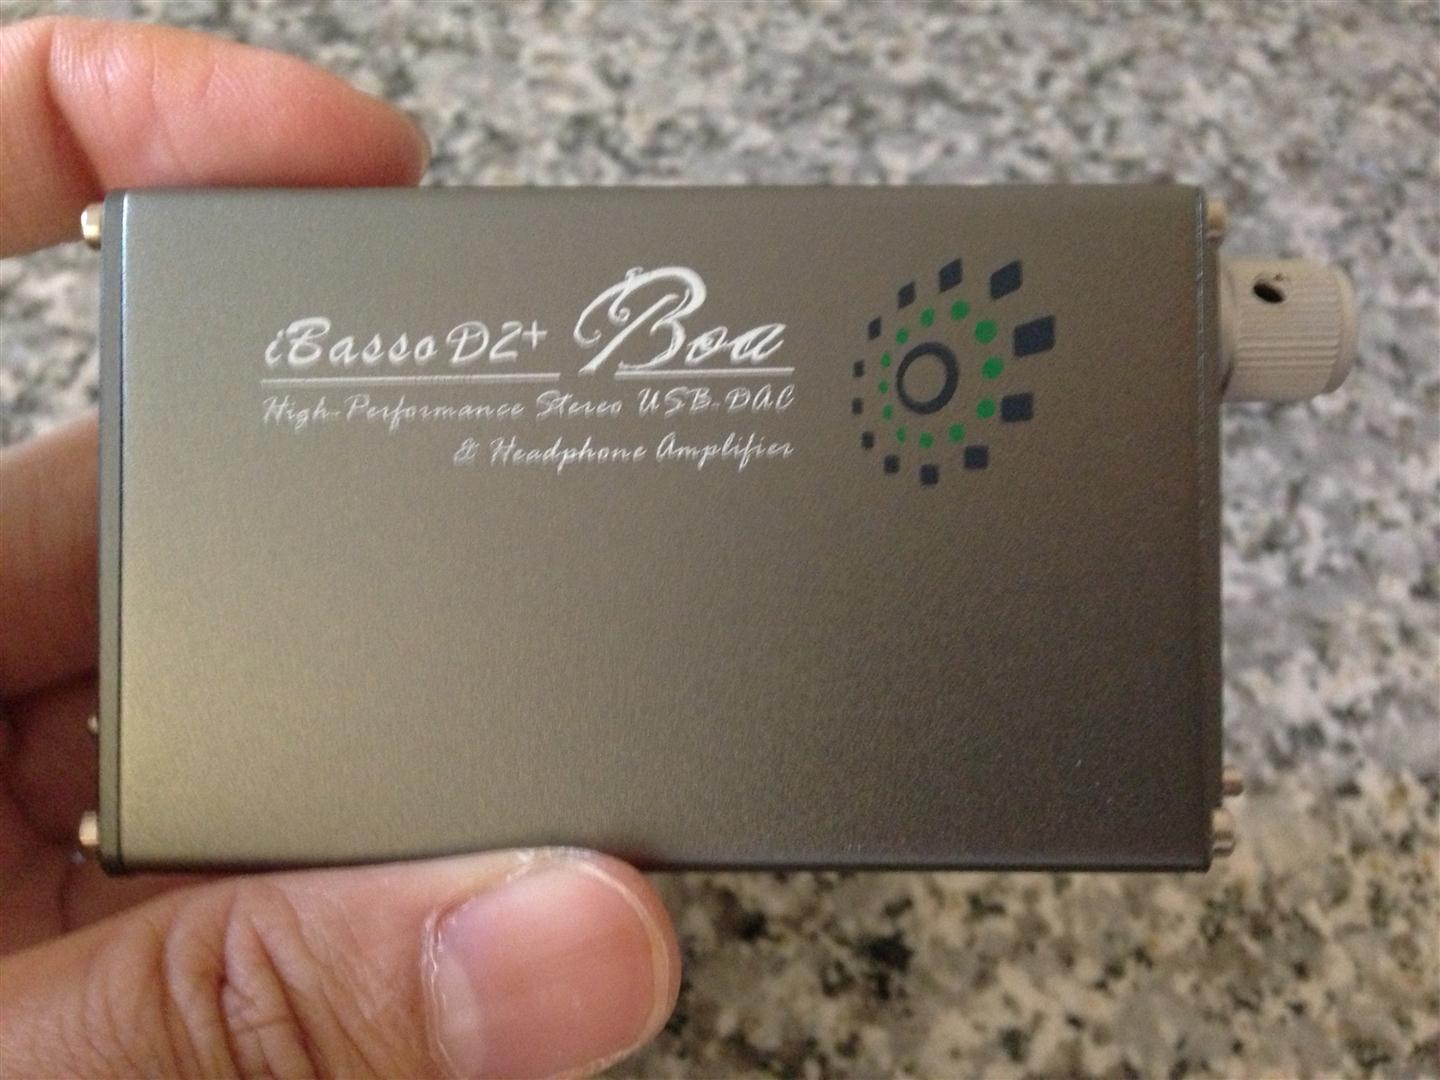 iBasso D2+ Boa
High-Performance Stereo USB-DAC
& Headphone Amplifier